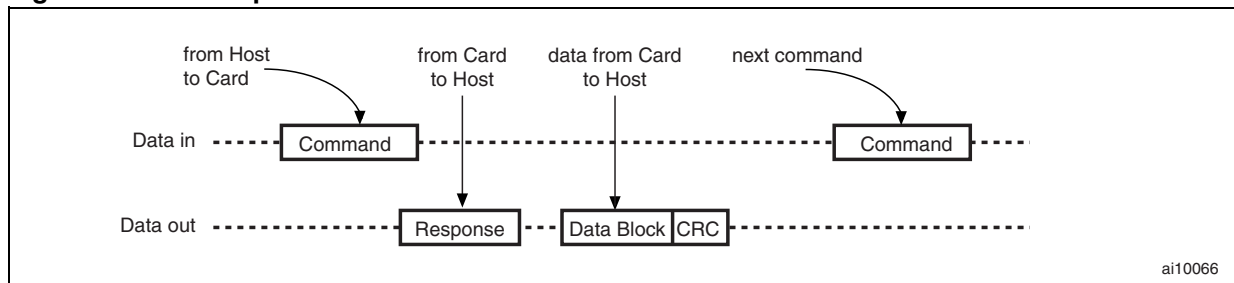 from Host
to Card
from Card
to Host
data from Card
to Host
next command
Data in
Command
Command
Data out
Response
Data Block
CRC
ai10066